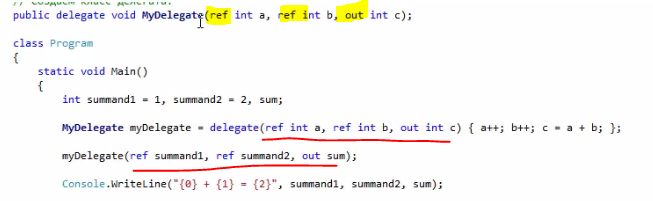 // Создаем класс делегата.
public delegate void MyDelegate(ref int a, ref int b, out int c);
class Program
{
static void Main()
{
int summand1 = 1, summand2 = 2, sum;
MyDelegate myDelegate = delegate(ref int a, ref int b, out int c) { a++; b++; c = a + b; };
myDelegate(ref summand1, ref summand2, out sum);
Console.WriteLine("{0} + {1} = {2}", summand1, summand2, sum);